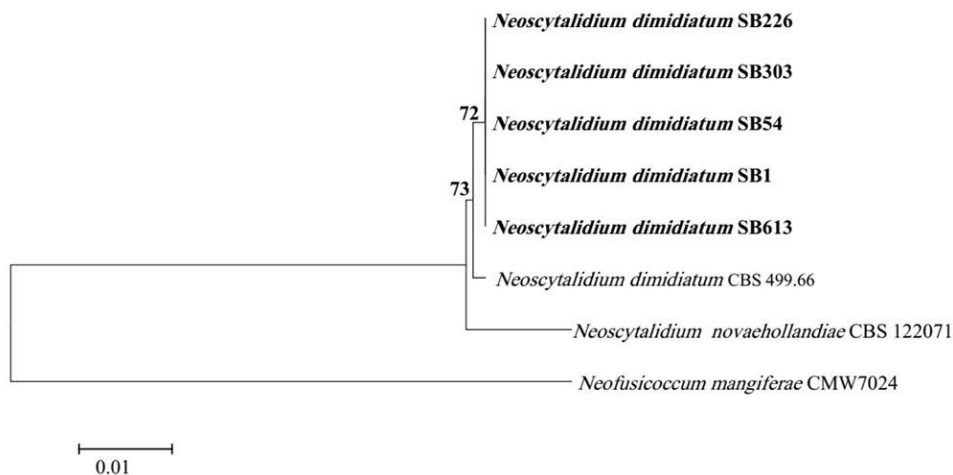 Neoscytalidium dimidiatum SB226
Neoscytalidium dimidiatum SB303
72
Neoscytalidium dimidiatum SB54
Neoscytalidium dimidiatum SB1
73
Neoscytalidium dimidiatum SB613
Neoscytalidium dimidiatum CBS 499.66
Neoscytalidium novaehollandiae CBS 122071
Neofusicoccum mangiferae CMW7024
0.01